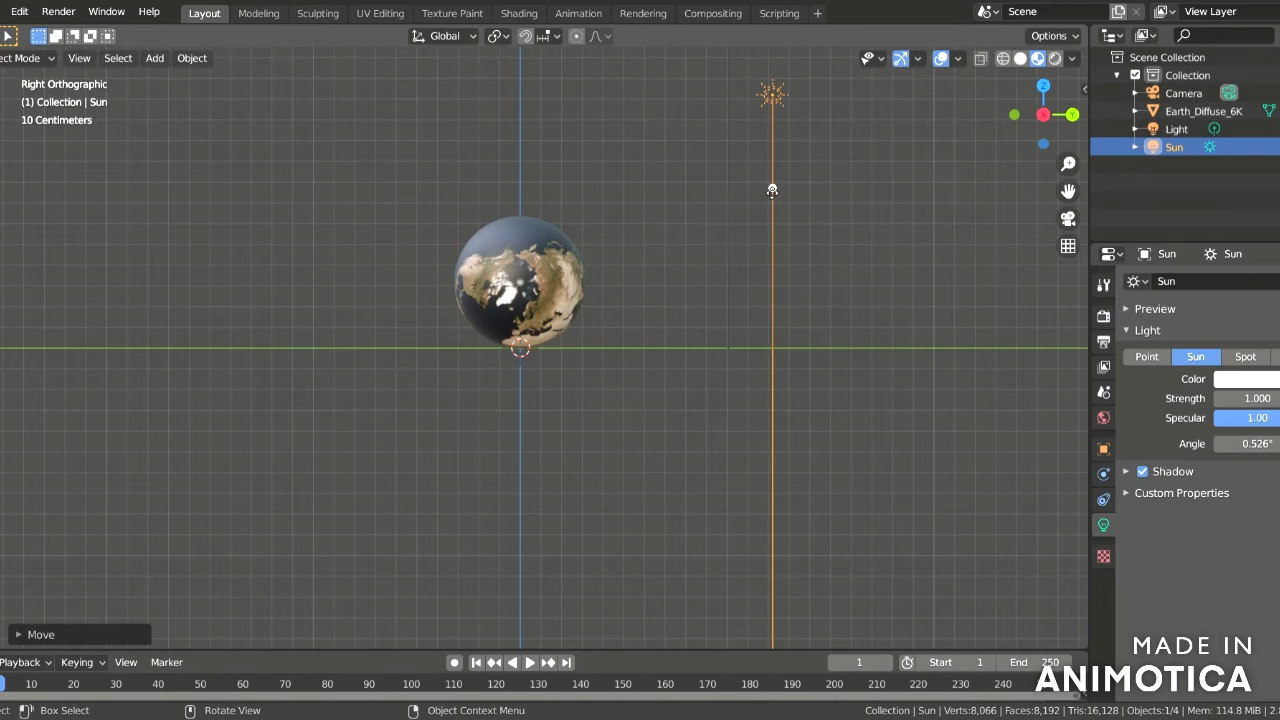 Edit Render Window Help Layout Modeling Sculpting UV Editing Texture Paint Shading Animation Rendering Compositing Scripting + Scene View Layer
Global Options
ect Mode View Select Add Object
Right Orthographic
(1) Collection | Sun
10 Centimeters
Z
X
Y
Scene Collection
Collection
Camera
Earth_Diffuse_6K
Light
Sun
Sun Sun
Sun
Preview
Light
Point Sun Spot
Color
Strength 1.000
Specular 1.00
Angle 0.526°
Shadow
Custom Properties
Move
MADE IN
ANIMOTICA
Playback Keying View Marker 1 Start 1 End 250
10 20 30 40 50 60 70 80 90 100 110 120 130 140 150 160 170 180 190 200 210 220 230 240
ct Box Select Rotate View Object Context Menu Collection | Sun | Verts:8,066 | Faces:8,192 | Tris:16,128 | Objects:1/4 | Mem: 114.8 MiB | 2.